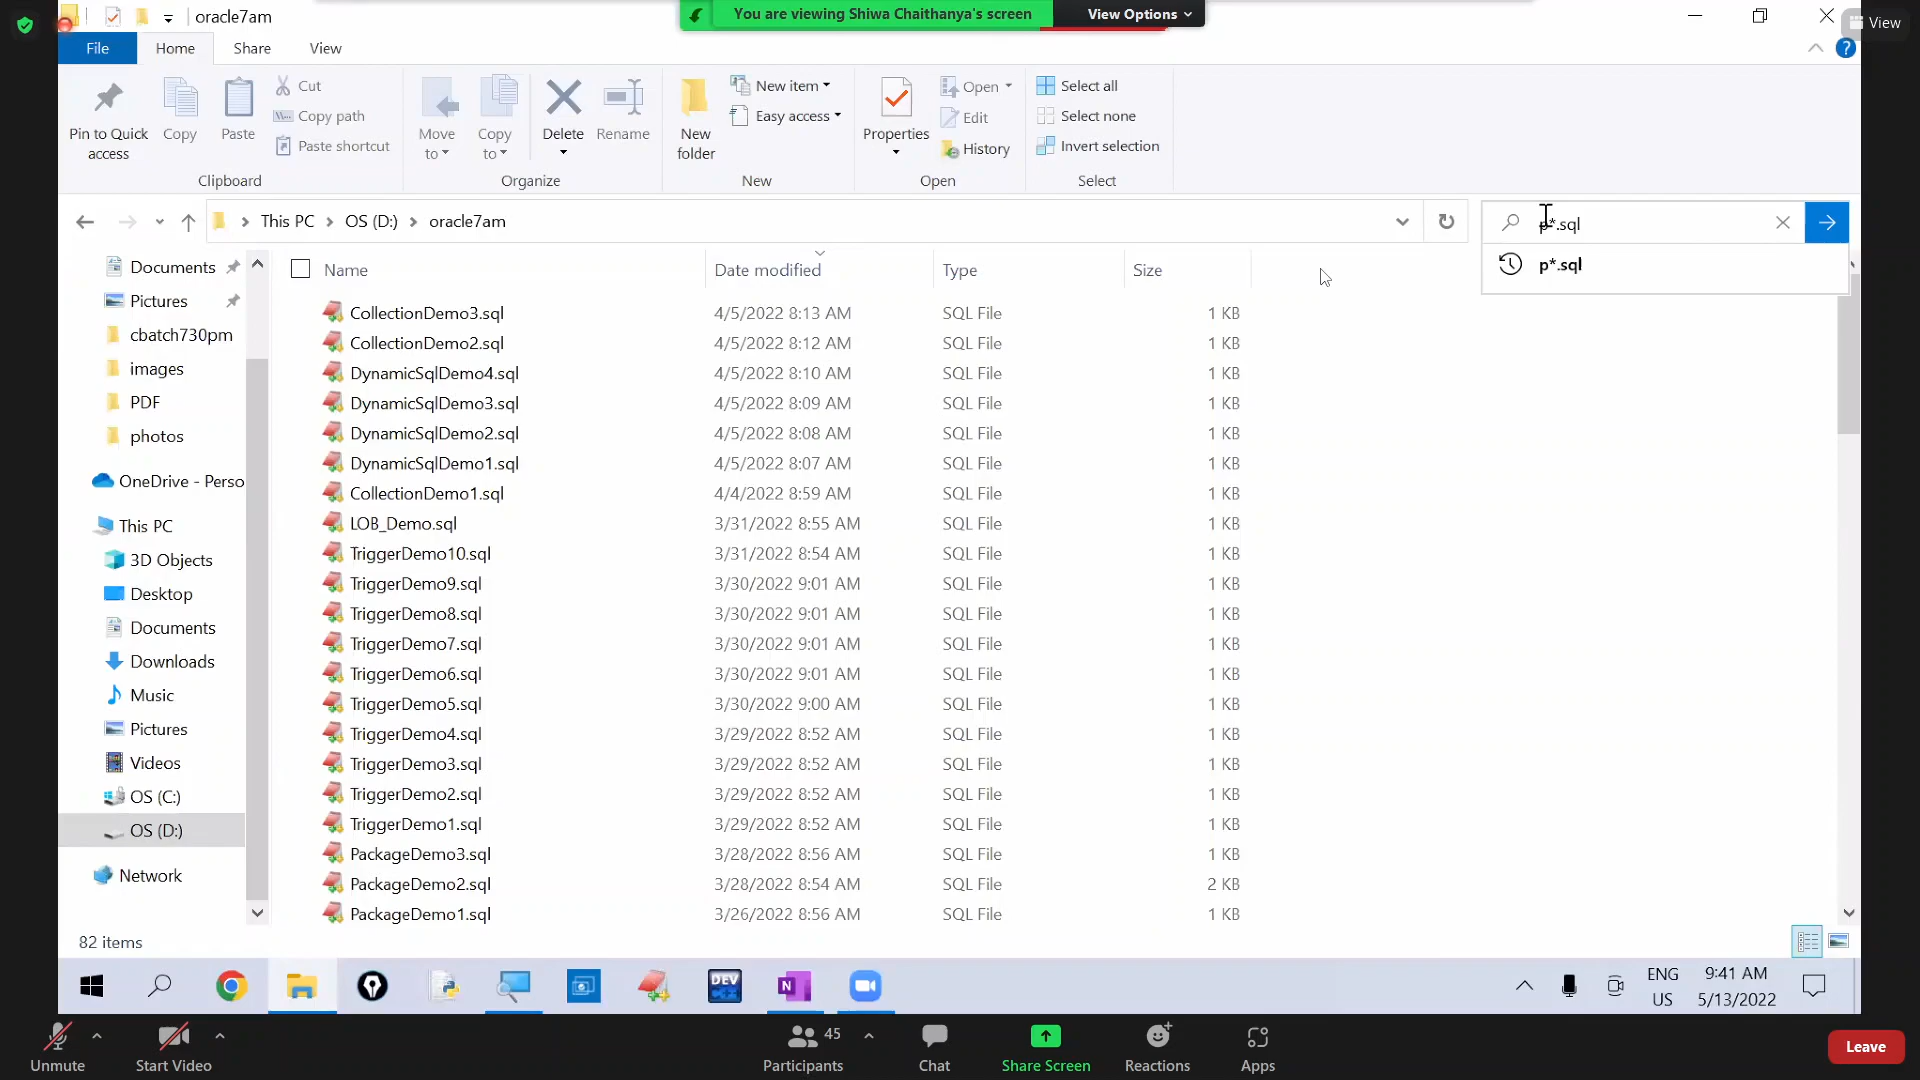 oracle7am
You are viewing Shiwa Chaithanya's screen
View Options
View
File
Home
Share
View
Pin to Quick access
Copy
Paste
Cut
Copy path
Paste shortcut
Clipboard
Move to
Copy to
Delete
Rename
Organize
New folder
New item
Easy access
New
Properties
Open
Edit
History
Open
Select all
Select none
Invert selection
Select
This PC > OS (D:) > oracle7am
p*.sql
p*.sql
Documents
Pictures
cbatch730pm
images
PDF
photos
OneDrive - Perso
This PC
3D Objects
Desktop
Documents
Downloads
Music
Pictures
Videos
OS (C:)
OS (D:)
Network
Name Date modified Type Size
CollectionDemo3.sql 4/5/2022 8:13 AM SQL File 1 KB
CollectionDemo2.sql 4/5/2022 8:12 AM SQL File 1 KB
DynamicSqlDemo4.sql 4/5/2022 8:10 AM SQL File 1 KB
DynamicSqlDemo3.sql 4/5/2022 8:09 AM SQL File 1 KB
DynamicSqlDemo2.sql 4/5/2022 8:08 AM SQL File 1 KB
DynamicSqlDemo1.sql 4/5/2022 8:07 AM SQL File 1 KB
CollectionDemo1.sql 4/4/2022 8:59 AM SQL File 1 KB
LOB_Demo.sql 3/31/2022 8:55 AM SQL File 1 KB
TriggerDemo10.sql 3/31/2022 8:54 AM SQL File 1 KB
TriggerDemo9.sql 3/30/2022 9:01 AM SQL File 1 KB
TriggerDemo8.sql 3/30/2022 9:01 AM SQL File 1 KB
TriggerDemo7.sql 3/30/2022 9:01 AM SQL File 1 KB
TriggerDemo6.sql 3/30/2022 9:01 AM SQL File 1 KB
TriggerDemo5.sql 3/30/2022 9:00 AM SQL File 1 KB
TriggerDemo4.sql 3/29/2022 8:52 AM SQL File 1 KB
TriggerDemo3.sql 3/29/2022 8:52 AM SQL File 1 KB
TriggerDemo2.sql 3/29/2022 8:52 AM SQL File 1 KB
TriggerDemo1.sql 3/29/2022 8:52 AM SQL File 1 KB
PackageDemo3.sql 3/28/2022 8:56 AM SQL File 1 KB
PackageDemo2.sql 3/28/2022 8:54 AM SQL File 2 KB
PackageDemo1.sql 3/26/2022 8:56 AM SQL File 1 KB
82 items
DEV
N
ENG
US
9:41 AM
5/13/2022
Unmute
Start Video
45
Participants
Chat
Share Screen
Reactions
Apps
Leave